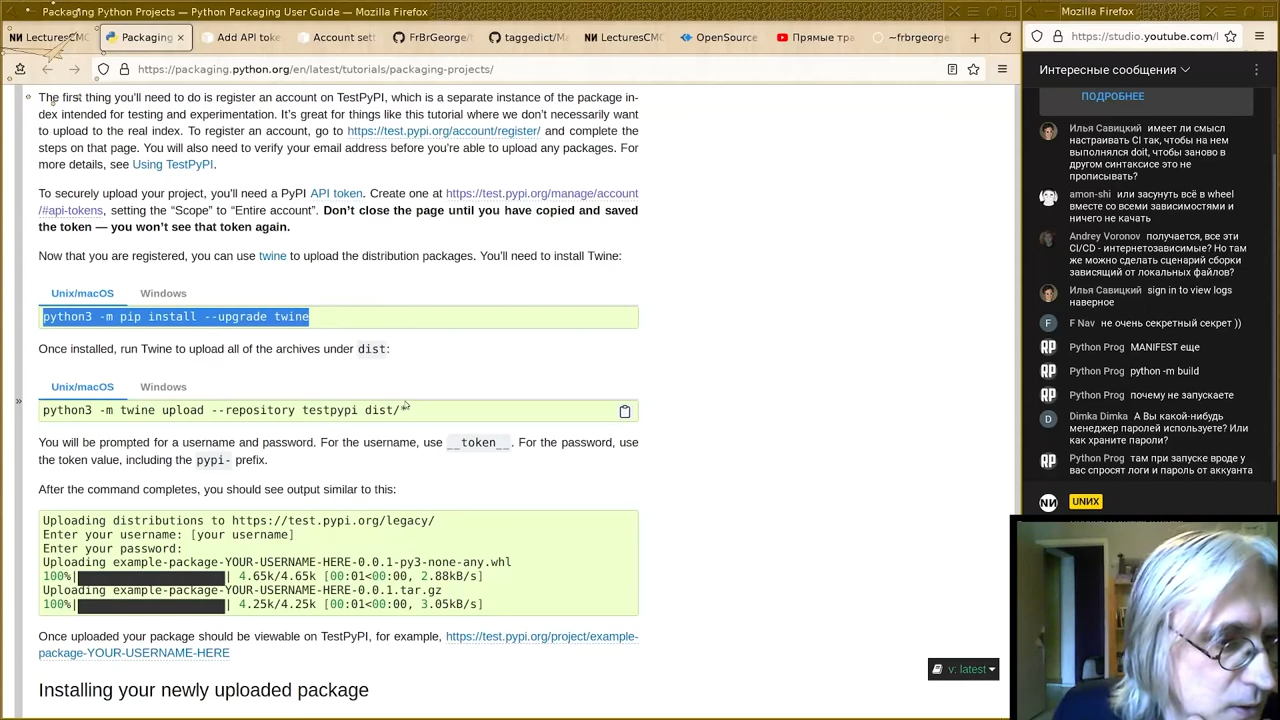 Packaging Python Projects — Python Packaging User Guide — Mozilla Firefox
Mozilla Firefox
LecturesCM
Packaging
Add API toke
Account sett
FrBrGeorge/
taggedict/Ma
LecturesCM
OpenSource
Прямые тра
~frbrgeorge
https://packaging.python.org/en/latest/tutorials/packaging-projects/
https://studio.youtube.com/l
The first thing you’ll need to do is register an account on TestPyPI, which is a separate instance of the package in-
dex intended for testing and experimentation. It’s great for things like this tutorial where we don’t necessarily want
to upload to the real index. To register an account, go to https://test.pypi.org/account/register/ and complete the
steps on that page. You will also need to verify your email address before you’re able to upload any packages. For
more details, see Using TestPyPI.
To securely upload your project, you’ll need a PyPI API token. Create one at https://test.pypi.org/manage/account
/#api-tokens, setting the “Scope” to “Entire account”. Don’t close the page until you have copied and saved
the token — you won’t see that token again.
Now that you are registered, you can use twine to upload the distribution packages. You’ll need to install Twine:
Unix/macOS Windows
python3 -m pip install --upgrade twine
Once installed, run Twine to upload all of the archives under dist:
Unix/macOS Windows
python3 -m twine upload --repository testpypi dist/*
You will be prompted for a username and password. For the username, use __token__. For the password, use
the token value, including the pypi- prefix.
After the command completes, you should see output similar to this:
Uploading distributions to https://test.pypi.org/legacy/
Enter your username: [your username]
Enter your password:
Uploading example-package-YOUR-USERNAME-HERE-0.0.1-py3-none-any.whl
100%| | 4.65k/4.65k [00:01<00:00, 2.88kB/s]
Uploading example-package-YOUR-USERNAME-HERE-0.0.1.tar.gz
100%| | 4.25k/4.25k [00:01<00:00, 3.05kB/s]
Once uploaded your package should be viewable on TestPyPI, for example, https://test.pypi.org/project/example-
package-YOUR-USERNAME-HERE
v: latest
Installing your newly uploaded package
Интересные сообщения
ПОДРОБНЕЕ
Илья Савицкий имеет ли смысл
настраивать CI так, чтобы на нем
выполнялся doit, чтобы заново в
другом синтаксисе это не
прописывать?
amon-shi или засунуть всё в wheel
вместе со всеми зависимостями и
ничего не качать
Andrey Voronov получается, все эти
CI/CD - интернетозависимые? Но там
же можно сделать сценарий сборки
зависящий от локальных файлов?
Илья Савицкий sign in to view logs
наверное
F F Nav не очень секретный секрет ))
Python Prog MANIFEST еще
Python Prog python -m build
Python Prog почему не запускаете
D Dimka Dimka А Вы какой-нибудь
менеджер паролей используете? Или
как храните пароли?
Python Prog там при запуске вроде у
вас спросят логи и пароль от аккуанта
UNИX